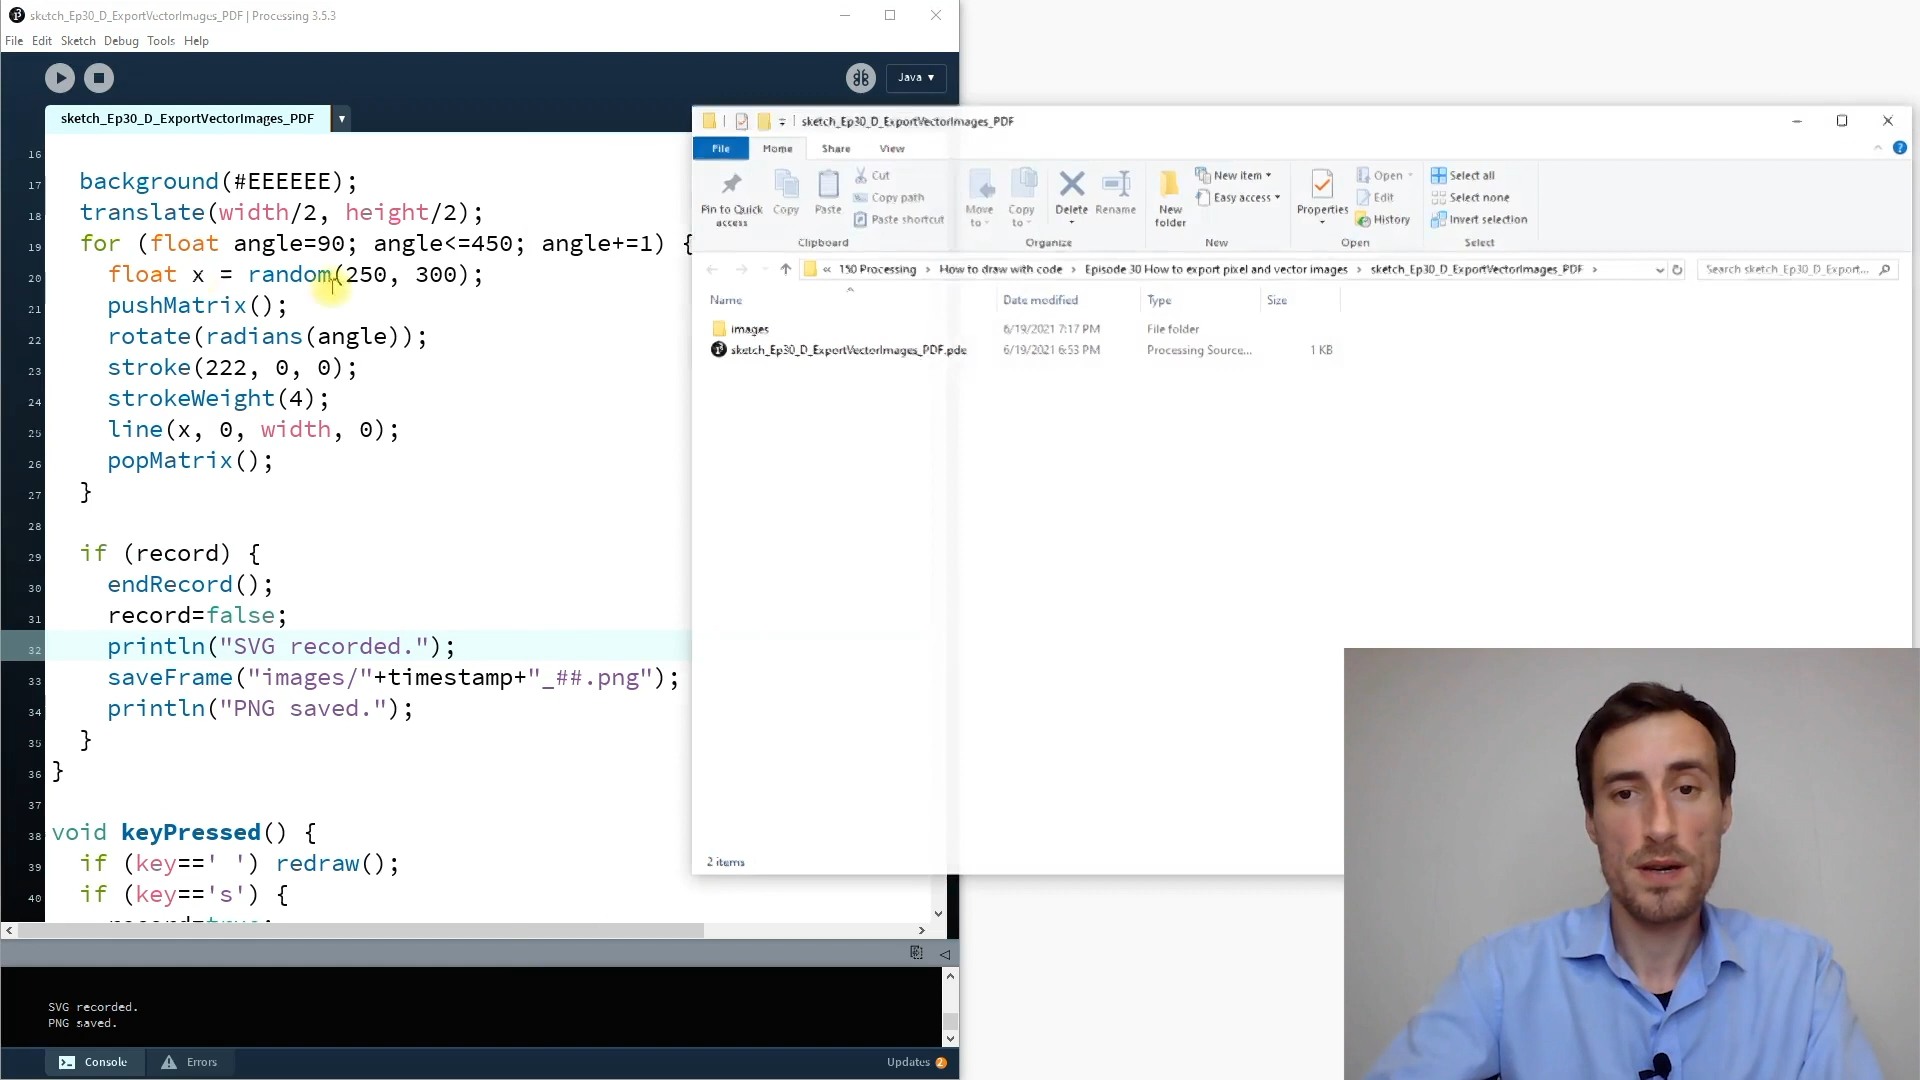 sketch_Ep30_D_ExportVectorImages_PDF | Processing 3.5.3
File Edit Sketch Debug Tools Help
Java ▾
sketch_Ep30_D_ExportVectorImages_PDF ▼
16
17 background(#EEEEEE);
18 translate(width/2, height/2);
19 for (float angle=90; angle<=450; angle+=1) {
20 float x = random(250, 300);
21 pushMatrix();
22 rotate(radians(angle));
23 stroke(222, 0, 0);
24 strokeWeight(4);
25 line(x, 0, width, 0);
26 popMatrix();
27 }
28
29 if (record) {
30 endRecord();
31 record=false;
32 println("SVG recorded.");
33 saveFrame("images/"+timestamp+"_##.png");
34 println("PNG saved.");
35 }
36 }
37
38 void keyPressed() {
39 if (key==' ') redraw();
40 if (key=='s') {
SVG recorded.
PNG saved.
Console Errors Updates 2
sketch_Ep30_D_ExportVectorImages_PDF
File Home Share View
Pin to Quick access
Copy
Paste
Cut
Copy path
Paste shortcut
Clipboard
Move to
Copy to
Delete
Rename
Organize
New folder
New item
Easy access
New
Properties
Open
Edit
History
Open
Select all
Select none
Invert selection
Select
« 150 Processing › How to draw with code › Episode 30 How to export pixel and vector images › sketch_Ep30_D_ExportVectorImages_PDF ›
Search sketch_Ep30_D_Export...
Name Date modified Type Size
images 6/19/2021 7:17 PM File folder
sketch_Ep30_D_ExportVectorImages_PDF.pde 6/19/2021 6:53 PM Processing Source... 1 KB
2 items